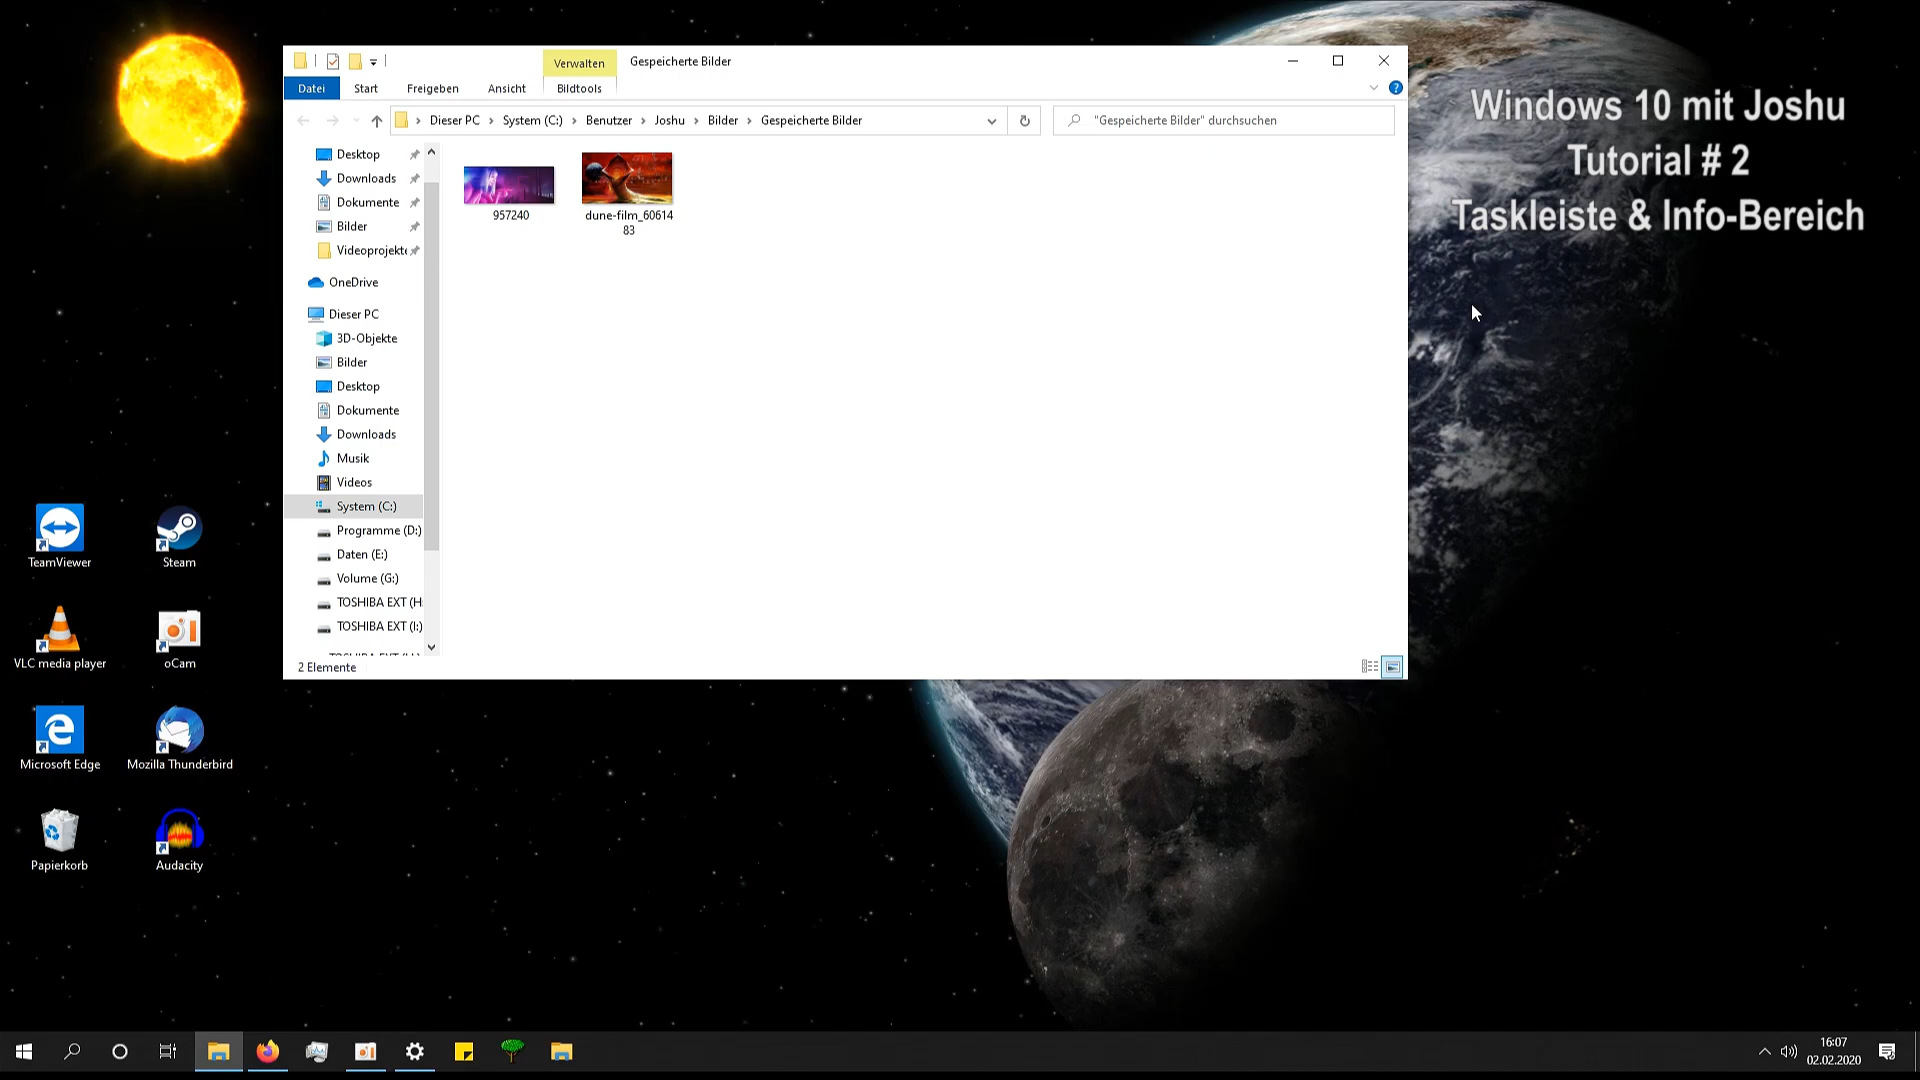 Verwalten
Gespeicherte Bilder
Datei
Start
Freigeben
Ansicht
Bildtools
Dieser PC
System (C:)
Benutzer
Joshu
Bilder
Gespeicherte Bilder
"Gespeicherte Bilder" durchsuchen
Windows 10 mit Joshu
Tutorial # 2
Taskleiste & Info-Bereich
Desktop
Downloads
Dokumente
Bilder
Videoprojekte
OneDrive
Dieser PC
3D-Objekte
Bilder
Desktop
Dokumente
Downloads
Musik
Videos
System (C:)
Programme (D:)
Daten (E:)
Volume (G:)
TOSHIBA EXT (H:
TOSHIBA EXT (I:)
957240
dune-film_60614
83
2 Elemente
TeamViewer
Steam
VLC media player
oCam
Microsoft Edge
Mozilla Thunderbird
Papierkorb
Audacity
16:07
02.02.2020